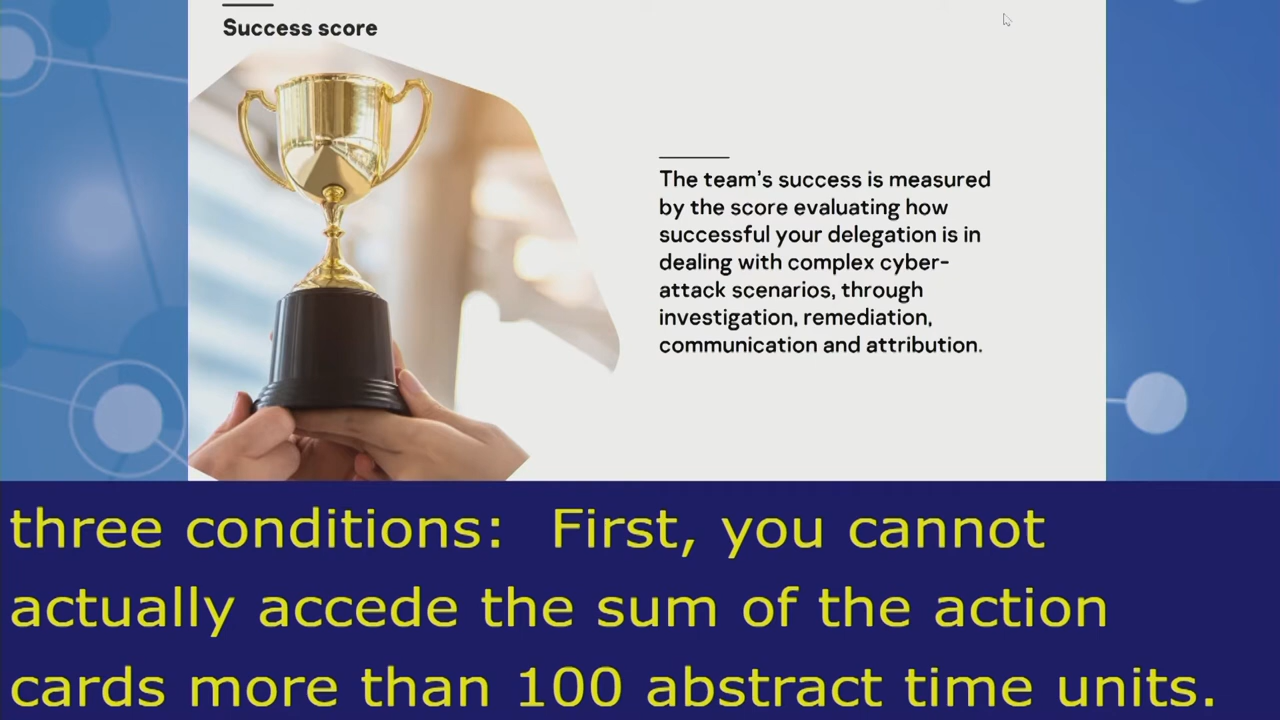 Success score
The team's success is measured
by the score evaluating how
successful your delegation is in
dealing with complex cyber-
attack scenarios, through
investigation, remediation,
communication and attribution.
three conditions:  First, you cannot
actually accede the sum of the action
cards more than 100 abstract time units.